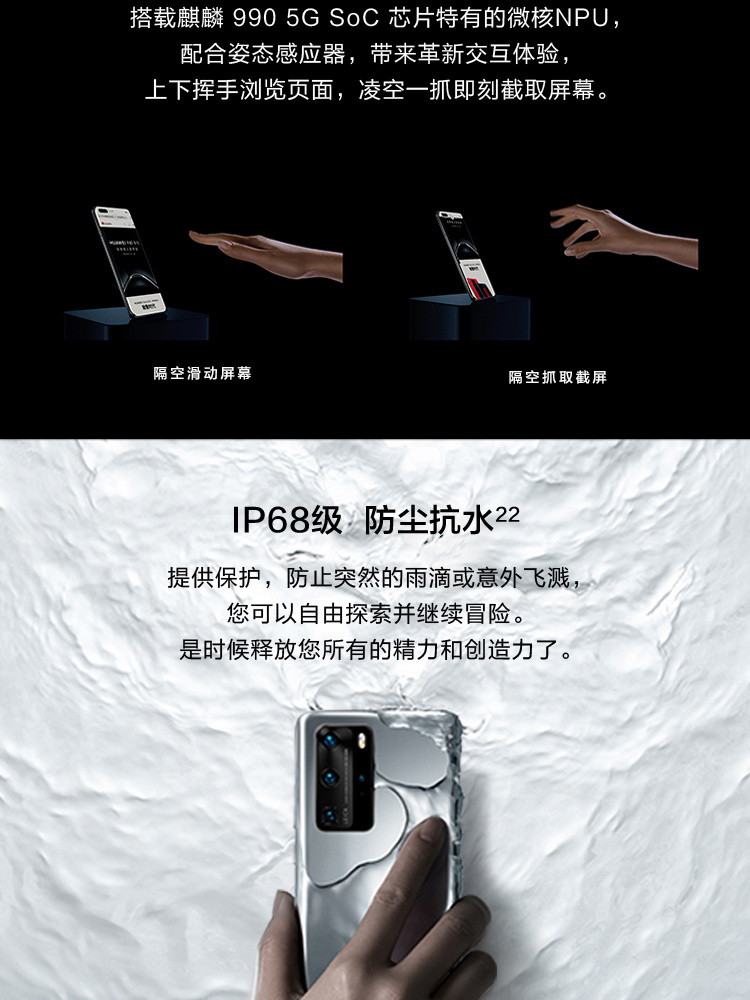 搭载麒麟 990 5G SoC 芯片特有的微核NPU，
配合姿态感应器，带来革新交互体验，
上下挥手浏览页面，凌空一抓即刻截取屏幕。
隔空滑动屏幕
隔空抓取截屏
IP68级 防尘抗水22
提供保护，防止突然的雨滴或意外飞溅，
您可以自由探索并继续冒险。
是时候释放您所有的精力和创造力了。
LEICA